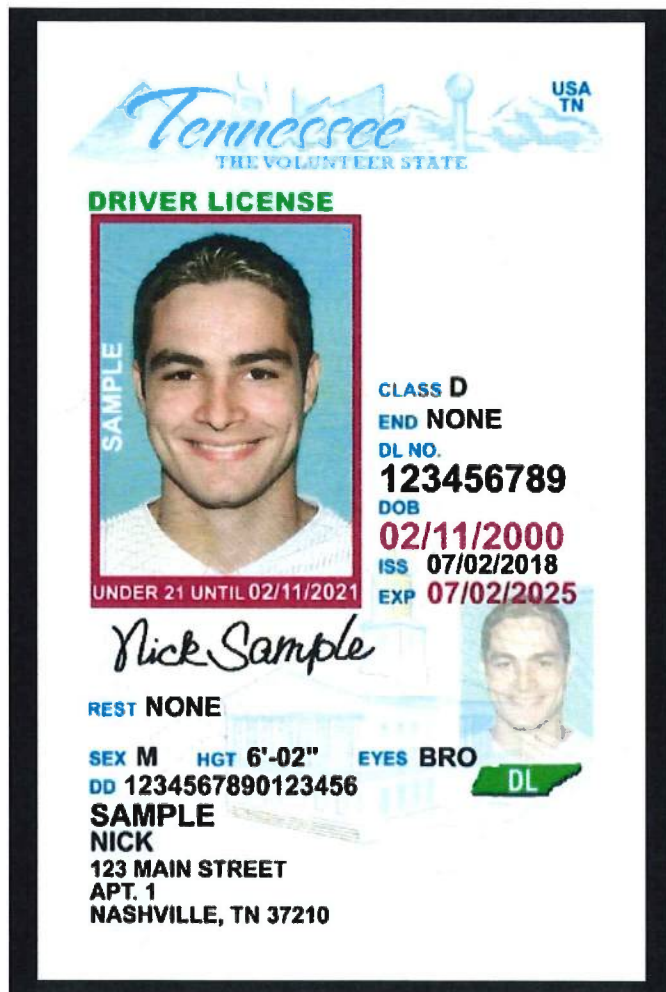 USA
TN
Tennessee
THE VOLUNTEER STATE
DRIVER LICENSE
SAMPLE
CLASS D
END NONE
DL NO.
123456789
DOB
02/11/2000
ISS 07/02/2018
EXP 07/02/2025
UNDER 21 UNTIL 02/11/2021
Nick Sample
REST NONE
SEX M HGT 6'-02" EYES BRO
DD 1234567890123456
DL
SAMPLE
NICK
123 MAIN STREET
APT. 1
NASHVILLE, TN 37210